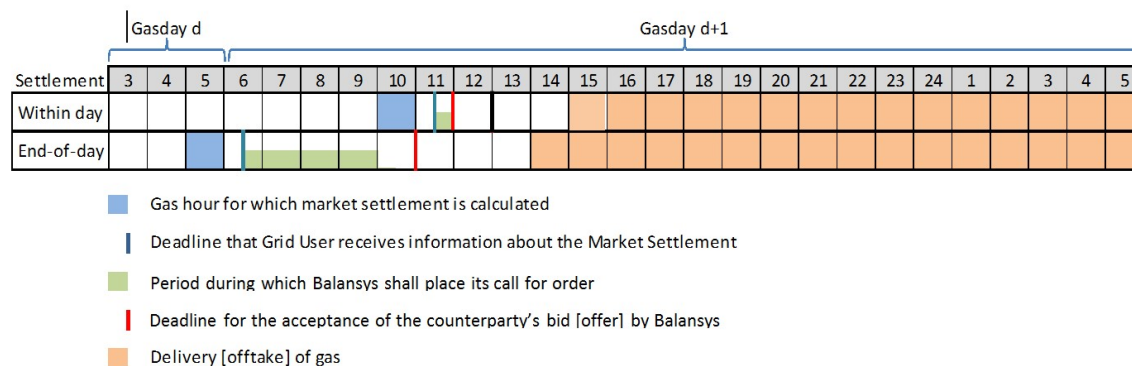 Gasday d Gasday d+1
Settlement 3 4 5 6 7 8 9 10 11 12 13 14 15 16 17 18 19 20 21 22 23 24 1 2 3 4 5
Within day
End-of-day
Gas hour for which market settlement is calculated
Deadline that Grid User receives information about the Market Settlement
Period during which Balansys shall place its call for order
Deadline for the acceptance of the counterparty's bid [offer] by Balansys
Delivery [offtake] of gas